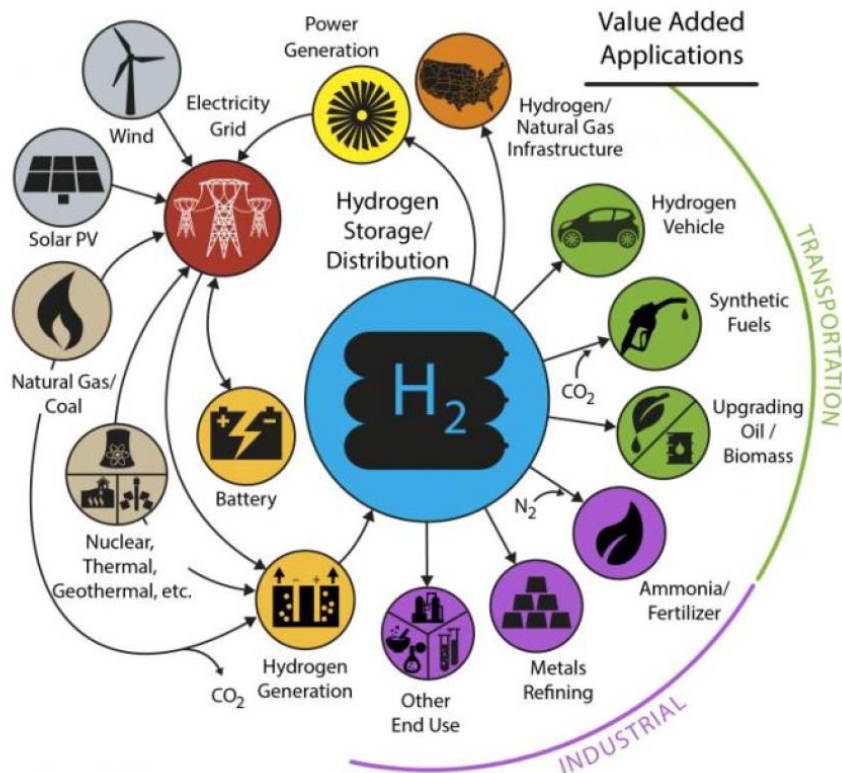 Value Added
Applications
Power
Generation
Electricity
Grid
Wind
Hydrogen/
Natural Gas
Infrastructure
Solar PV
Hydrogen
Storage/
Distribution
Hydrogen
Vehicle
TRANSPORTATION
Synthetic
Fuels
CO2
Natural Gas/
Coal
H2
Upgrading
Oil /
Biomass
+ -
Battery
N2
Nuclear,
Thermal,
Geothermal, etc.
- +
Ammonia/
Fertilizer
Hydrogen
Generation
CO2
Other
End Use
Metals
Refining
INDUSTRIAL